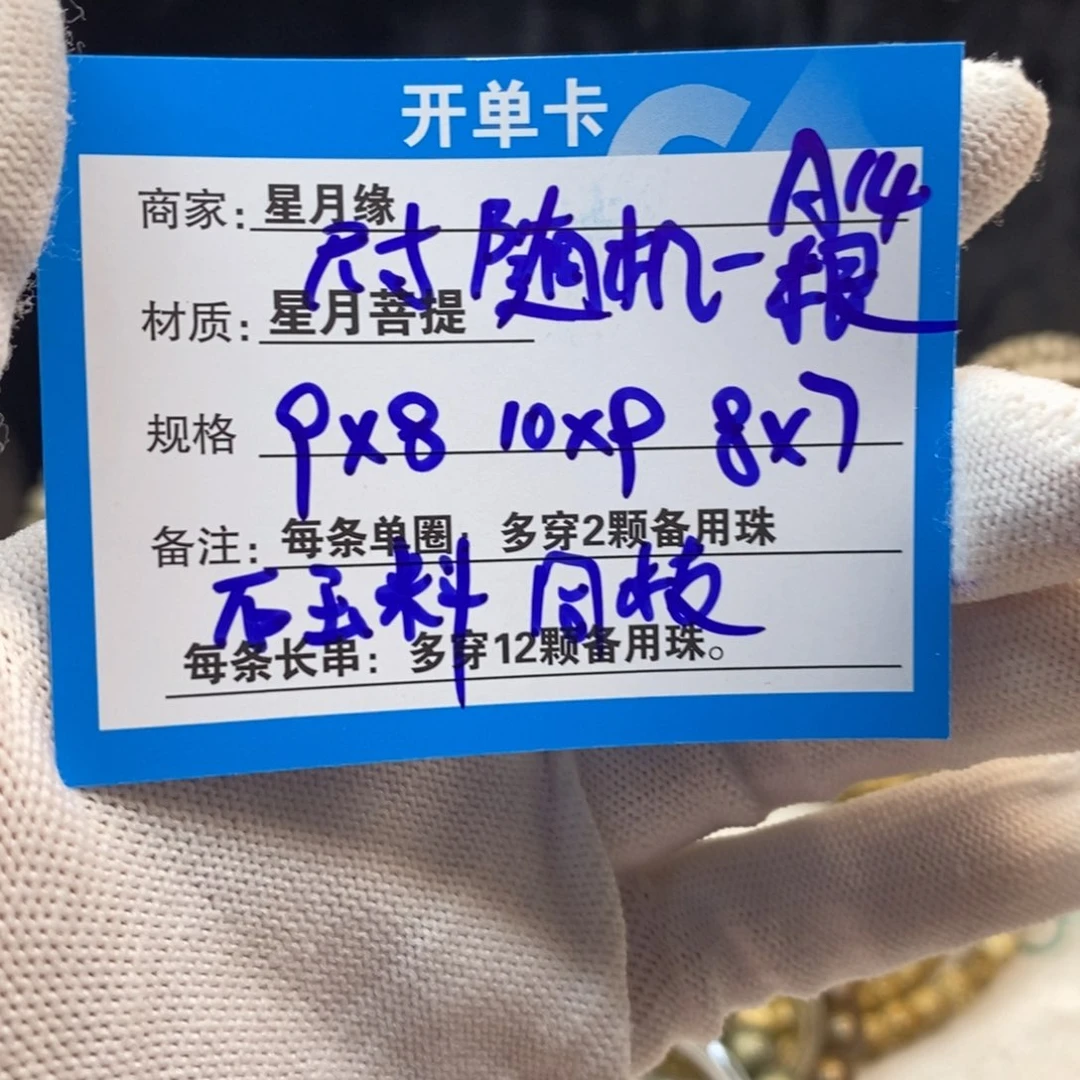 开单卡
A14
商家：星月缘
尺寸随机一根
材质：星月菩提
规格 9x8 10x9 8x7
备注：每条单圈：多穿2颗备用珠
石玉料 同枝
每条长串：多穿12颗备用珠。